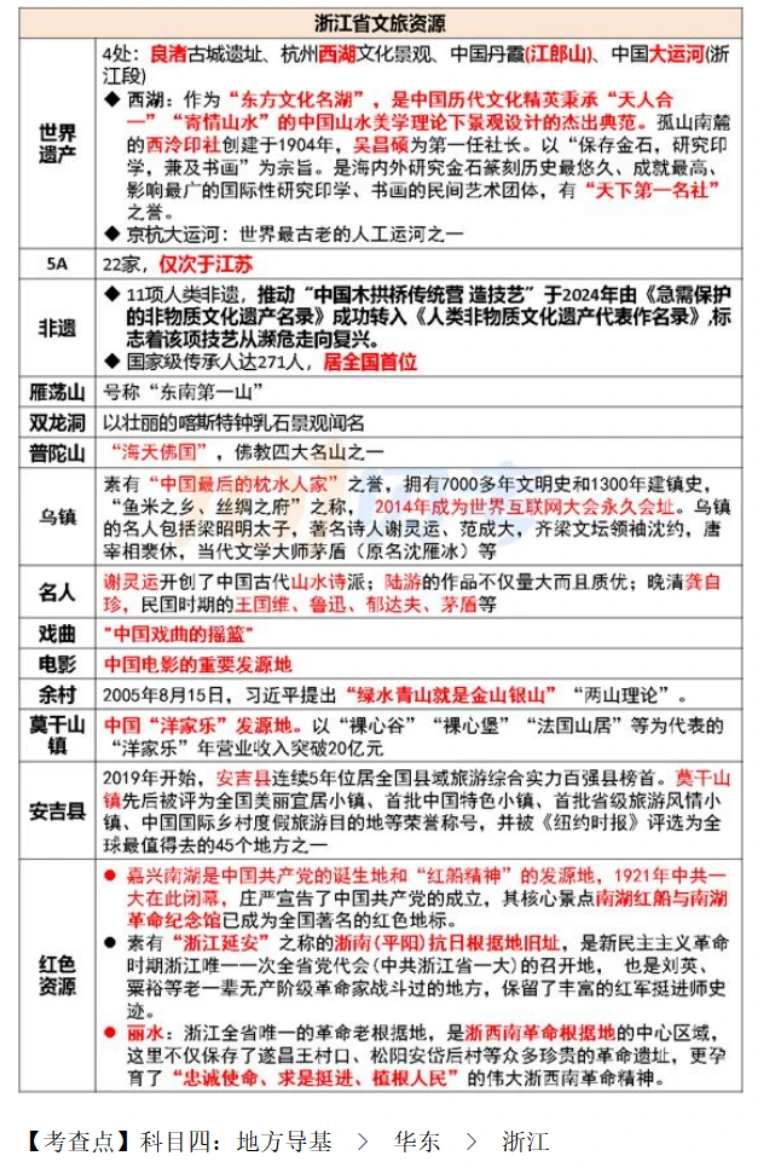 浙江省文旅资源
世界
遗产
4处：良渚古城遗址、杭州西湖文化景观、中国丹霞(江郎山)、中国大运河(浙
江段)
◆ 西湖：作为“东方文化名湖”，是中国历代文化精英秉承“天人合
一”“寄情山水”的中国山水美学理论下景观设计的杰出典范。孤山南麓
的西泠印社创建于1904年，吴昌硕为第一任社长。以“保存金石，研究印
学，兼及书画”为宗旨。是海内外研究金石篆刻历史最悠久、成就最高、
影响最广的国际性研究印学、书画的民间艺术团体，有“天下第一名社”
之誉。
◆ 京杭大运河：世界最古老的人工运河之一
5A
22家，仅次于江苏
非遗
◆ 11项人类非遗，推动“中国木拱桥传统营 造技艺”于2024年由《急需保护
的非物质文化遗产名录》成功转入《人类非物质文化遗产代表作名录》,标
志着该项技艺从濒危走向复兴。
◆ 国家级传承人达271人，居全国首位
雁荡山
号称“东南第一山”
双龙洞
以壮丽的喀斯特钟乳石景观闻名
普陀山
“海天佛国”，佛教四大名山之一
乌镇
素有“中国最后的枕水人家”之誉，拥有7000多年文明史和1300年建镇史，
“鱼米之乡、丝绸之府”之称， 2014年成为世界互联网大会永久会址。乌镇
的名人包括梁昭明太子，著名诗人谢灵运、范成大，齐梁文坛领袖沈约，唐
宰相裴休，当代文学大师茅盾（原名沈雁冰）等
名人
谢灵运开创了中国古代山水诗派；陆游的作品不仅量大而且质优；晚清龚自
珍，民国时期的王国维、鲁迅、郁达夫、茅盾等
戏曲
"中国戏曲的摇篮"
电影
中国电影的重要发源地
余村
2005年8月15日，习近平提出“绿水青山就是金山银山”“两山理论”。
莫干山
镇
中国“洋家乐”发源地。以“裸心谷”“裸心堡”“法国山居”等为代表的
“洋家乐”年营业收入突破20亿元
安吉县
2019年开始，安吉县连续5年位居全国县域旅游综合实力百强县榜首。莫干山
镇先后被评为全国美丽宜居小镇、首批中国特色小镇、首批省级旅游风情小
镇、中国国际乡村度假旅游目的地等荣誉称号，并被《纽约时报》评选为全
球最值得去的45个地方之一
红色
资源
● 嘉兴南湖是中国共产党的诞生地和“红船精神”的发源地，1921年中共一
大在此闭幕，庄严宣告了中国共产党的成立，其核心景点南湖红船与南湖
革命纪念馆已成为全国著名的红色地标。
● 素有“浙江延安”之称的浙南(平阳)抗日根据地旧址，是新民主主义革命
时期浙江唯一一次全省党代会(中共浙江省一大)的召开地， 也是刘英、
粟裕等老一辈无产阶级革命家战斗过的地方，保留了丰富的红军挺进师史
迹。
● 丽水：浙江全省唯一的革命老根据地，是浙西南革命根据地的中心区域，
这里不仅保存了遂昌王村口、松阳安岱后村等众多珍贵的革命遗址，更孕
育了“忠诚使命、求是挺进、植根人民”的伟大浙西南革命精神。
【考查点】科目四：地方导基 > 华东 > 浙江